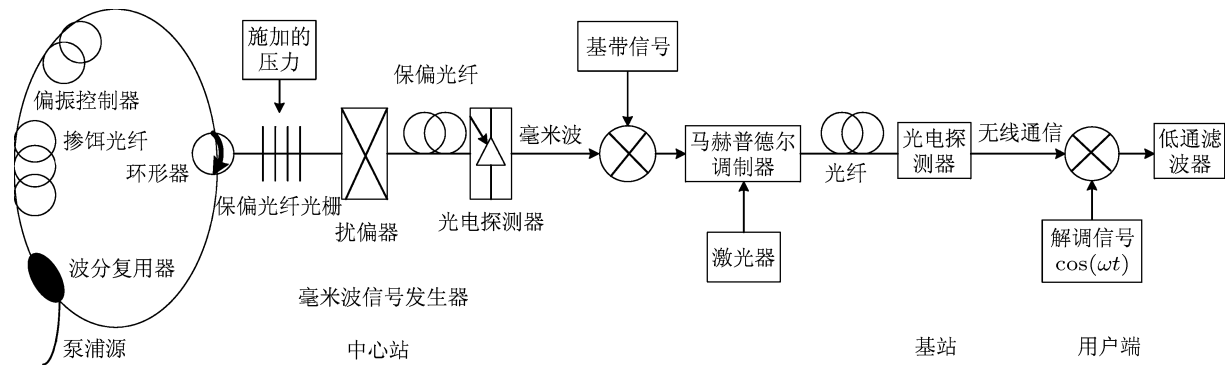 施加的
压力
基带信号
保偏光纤
偏振控制器
掺铒光纤
毫米波
马赫普德尔
调制器
光电探
测器
无线通信
低通滤
波器
环形器
光纤
保偏光纤光栅
扰偏器
光电探测器
激光器
解调信号
cos(ωt)
波分复用器
毫米波信号发生器
泵浦源
中心站
基站
用户端